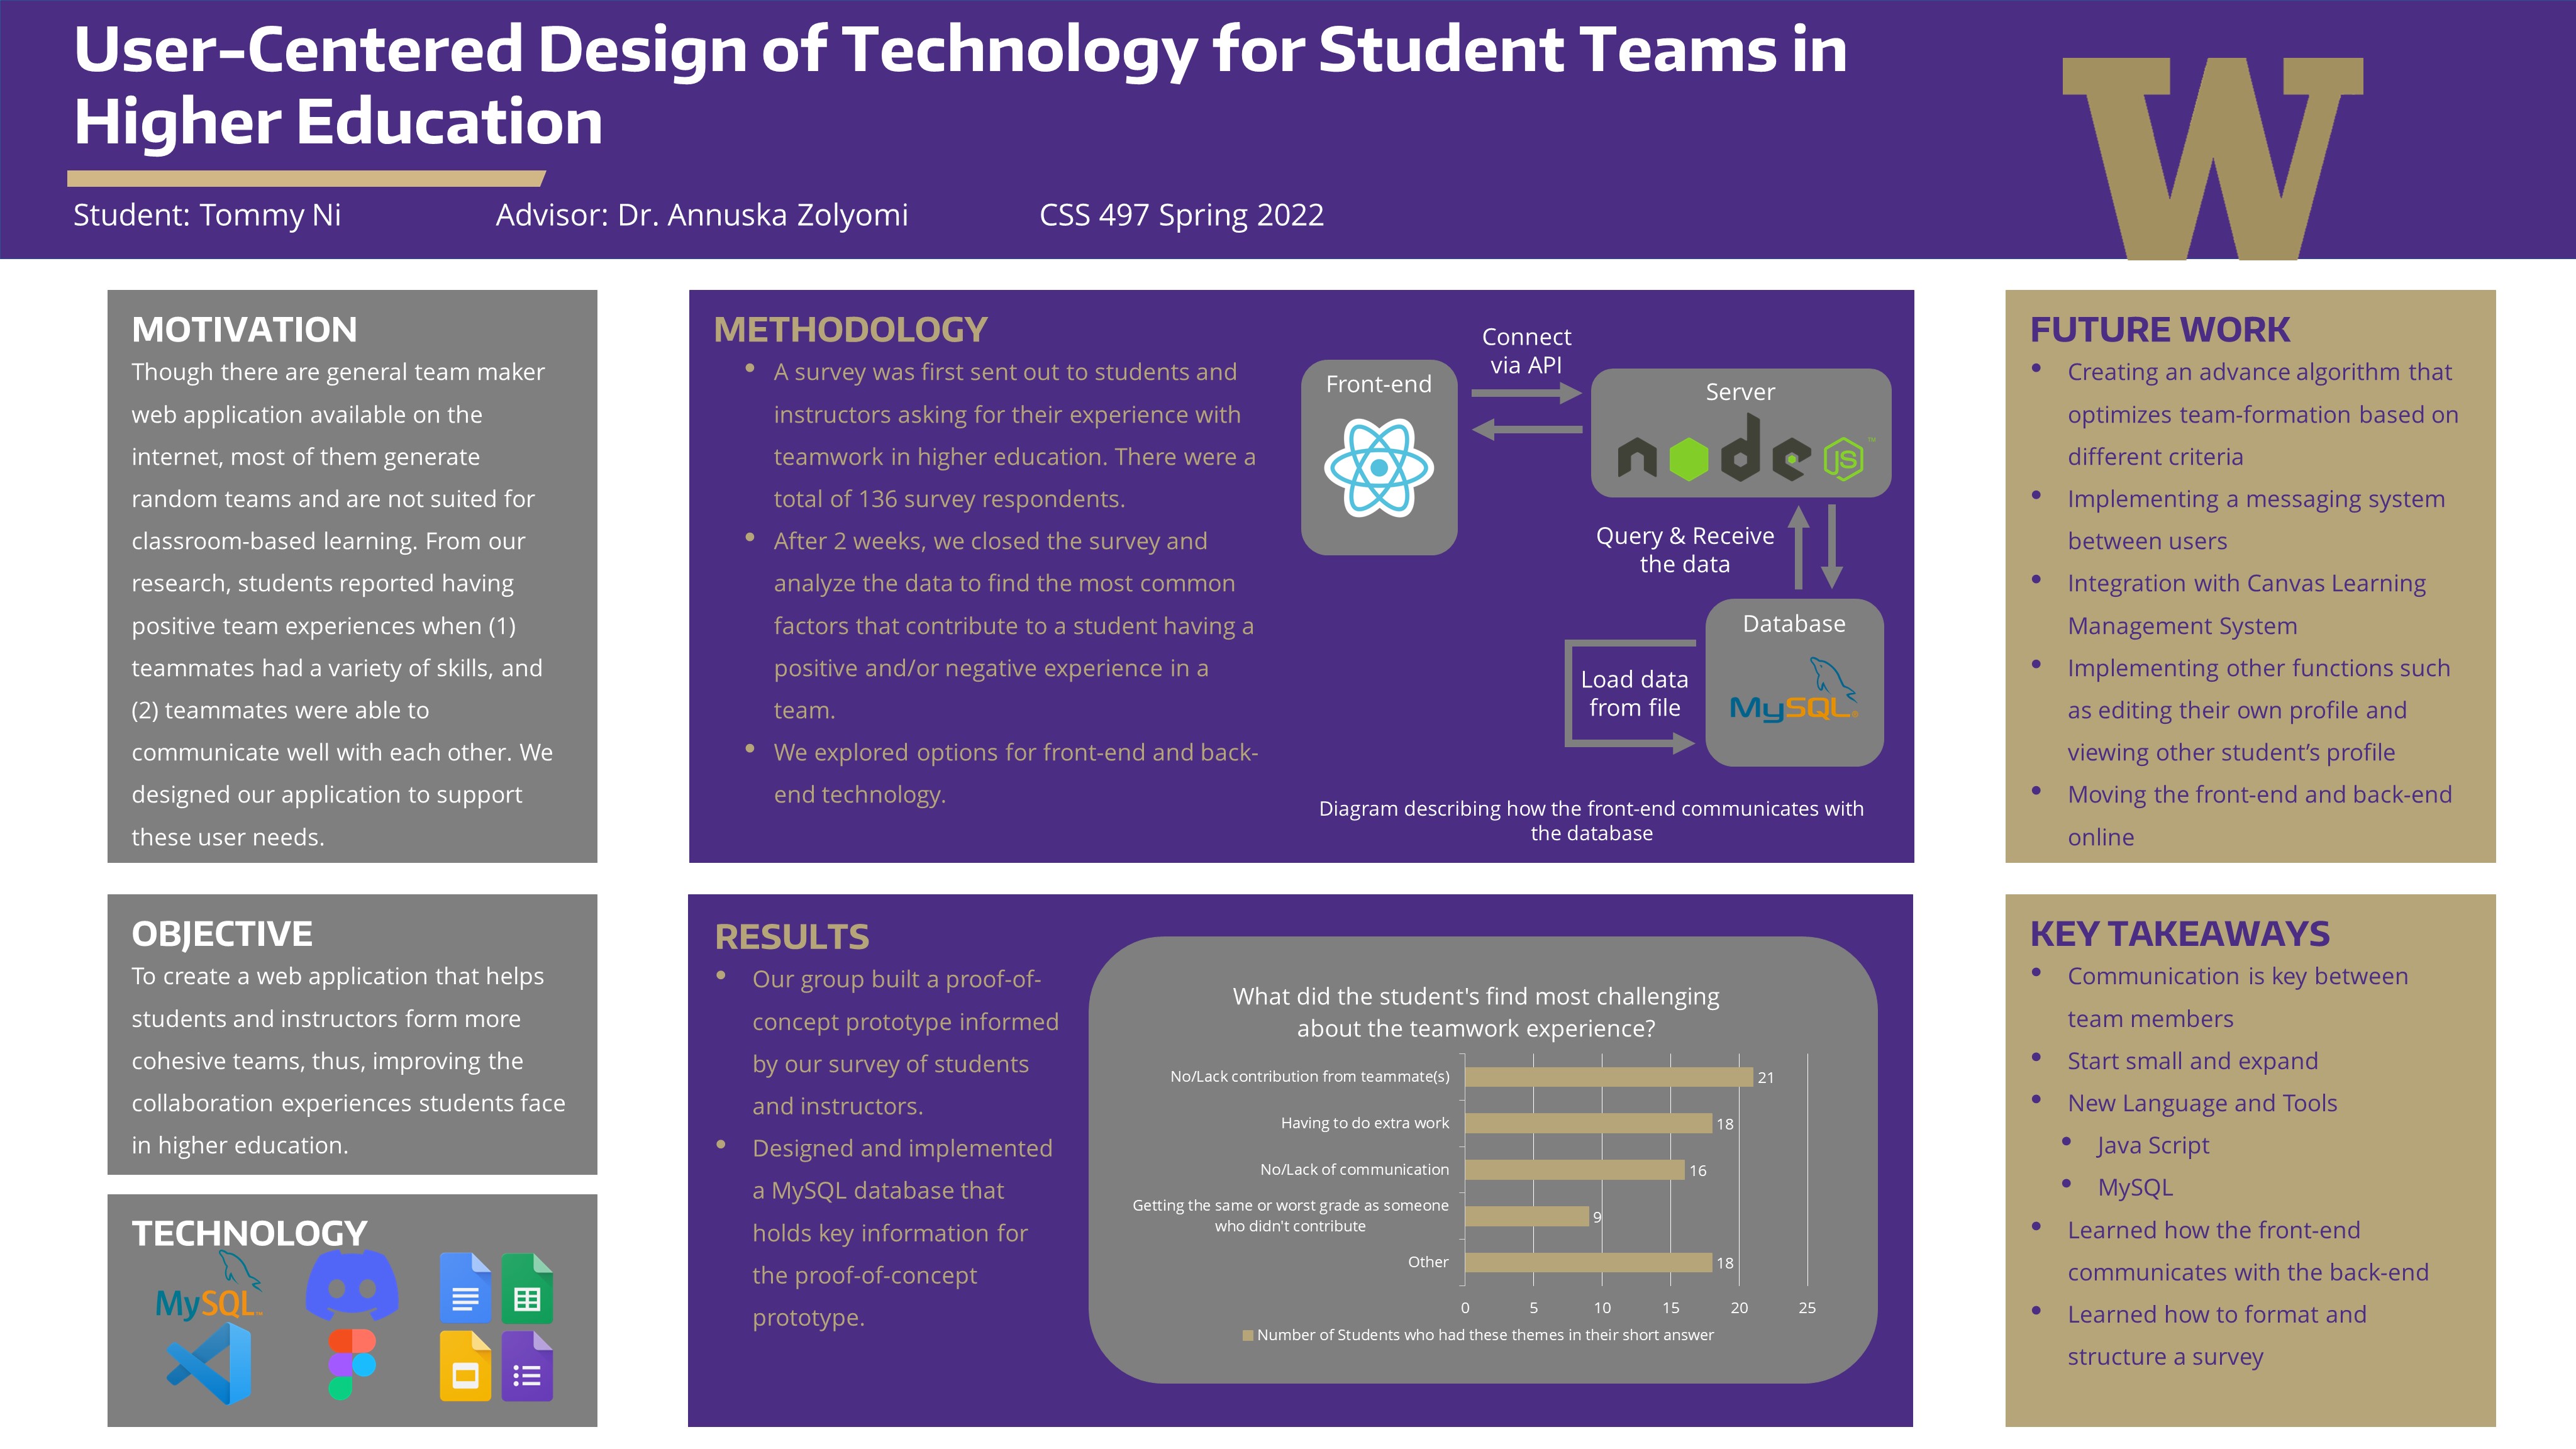 User-Centered Design of Technology for Student Teams in
Higher Education
Student: Tommy Ni
Advisor: Dr. Annuska Zolyomi
CSS 497 Spring 2022
W
MOTIVATION
Though there are general team maker
web application available on the
internet, most of them generate
random teams and are not suited for
classroom-based learning. From our
research, students reported having
positive team experiences when (1)
teammates had a variety of skills, and
(2) teammates were able to
communicate well with each other. We
designed our application to support
these user needs.
OBJECTIVE
To create a web application that helps
students and instructors form more
cohesive teams, thus, improving the
collaboration experiences students face
in higher education.
TECHNOLOGY
MySQL™
METHODOLOGY
• A survey was first sent out to students and
instructors asking for their experience with
teamwork in higher education. There were a
total of 136 survey respondents.
• After 2 weeks, we closed the survey and
analyze the data to find the most common
factors that contribute to a student having a
positive and/or negative experience in a
team.
• We explored options for front-end and back-
end technology.
Connect
via API
Front-end
Server
node JS™
Query & Receive
the data
Database
MySQL®
Load data
from file
Diagram describing how the front-end communicates with
the database
RESULTS
• Our group built a proof-of-
concept prototype informed
by our survey of students
and instructors.
• Designed and implemented
a MySQL database that
holds key information for
the proof-of-concept
prototype.
What did the student's find most challenging
about the teamwork experience?
No/Lack contribution from teammate(s) 21
Having to do extra work 18
No/Lack of communication 16
Getting the same or worst grade as someone
who didn't contribute 9
Other 18
0 5 10 15 20 25
Number of Students who had these themes in their short answer
FUTURE WORK
• Creating an advance algorithm that
optimizes team-formation based on
different criteria
• Implementing a messaging system
between users
• Integration with Canvas Learning
Management System
• Implementing other functions such
as editing their own profile and
viewing other student’s profile
• Moving the front-end and back-end
online
KEY TAKEAWAYS
• Communication is key between
team members
• Start small and expand
• New Language and Tools
• Java Script
• MySQL
• Learned how the front-end
communicates with the back-end
• Learned how to format and
structure a survey